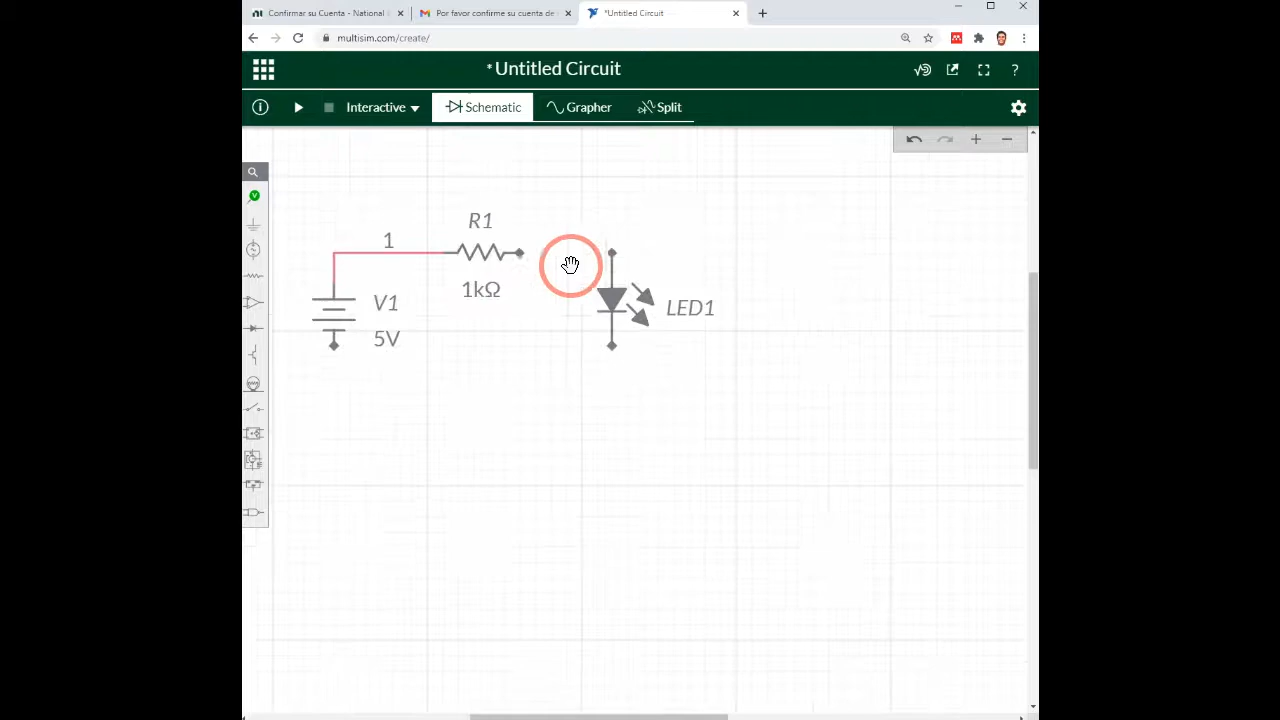 Confirmar su Cuenta - National I
Por favor confirme su cuenta de
*Untitled Circuit
multisim.com/create/
*Untitled Circuit
?
Interactive
Schematic
Grapher
Split
V
R1
1
1kΩ
V1
5V
LED1